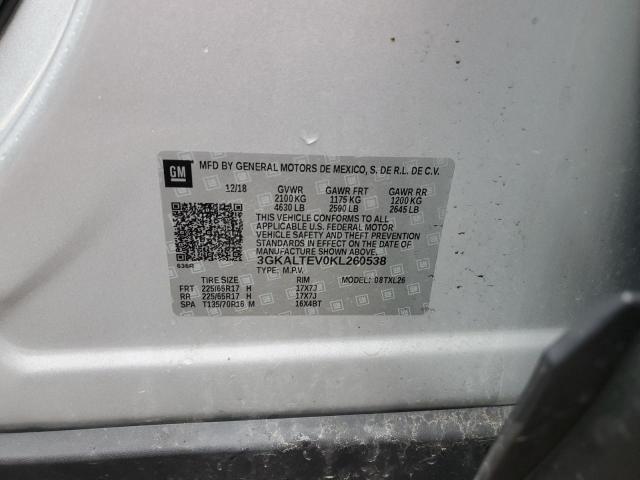 GM
MFD BY GENERAL MOTORS DE MEXICO, S. DE R.L. DE C.V.
12/18 GVWR GAWR FRT GAWR RR
2100 KG 1175 KG 1200 KG
4630 LB 2590 LB 2645 LB
THIS VEHICLE CONFORMS TO ALL
APPLICABLE U.S. FEDERAL MOTOR
VEHICLE SAFETY AND THEFT PREVENTION
STANDARDS IN EFFECT ON THE DATE OF
MANUFACTURE SHOWN ABOVE.
3GKALTEV0KL260538
TYPE: M.P.V. MODEL: 08TXL26
TIRE SIZE RIM
FRT 225/65R17 H 17X7J
RR 225/65R17 H 17X7J
SPA T135/70R16 M 16X4BT